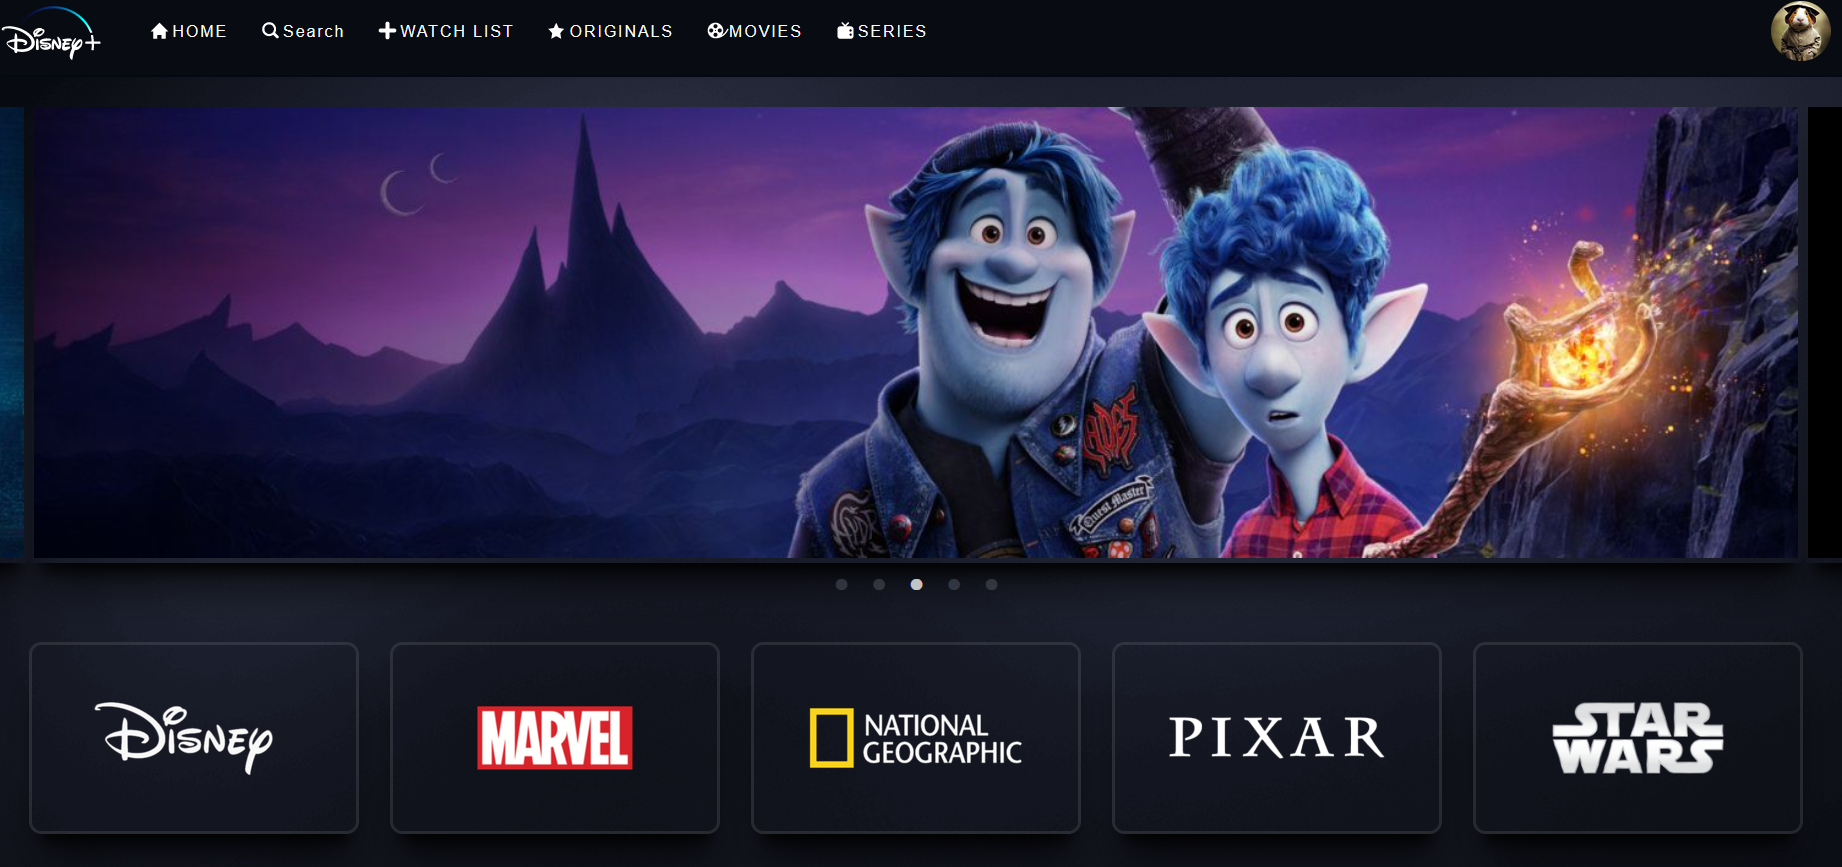 Disney+
HOME
Search
WATCH LIST
ORIGINALS
MOVIES
SERIES
Quest Master
Disney
MARVEL
NATIONAL
GEOGRAPHIC
PIXAR
STAR
WARS